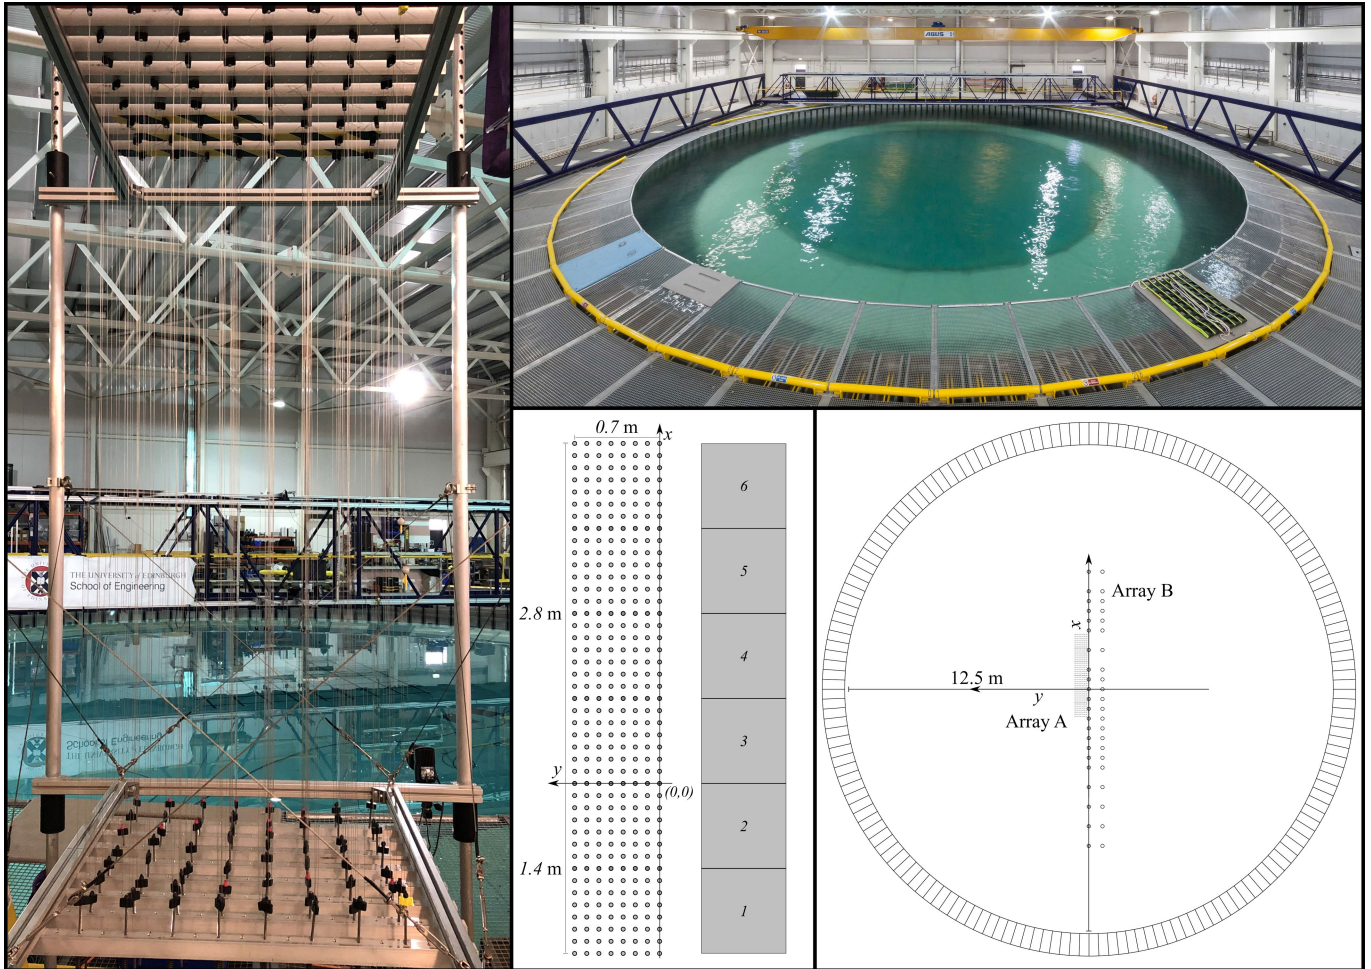 THE UNIVERSITY of EDINBURGH
School of Engineering
ABUS
0.7 m
x
6
5
2.8 m
4
3
y
(0,0)
2
1.4 m
1
Array B
x
12.5 m
y
Array A